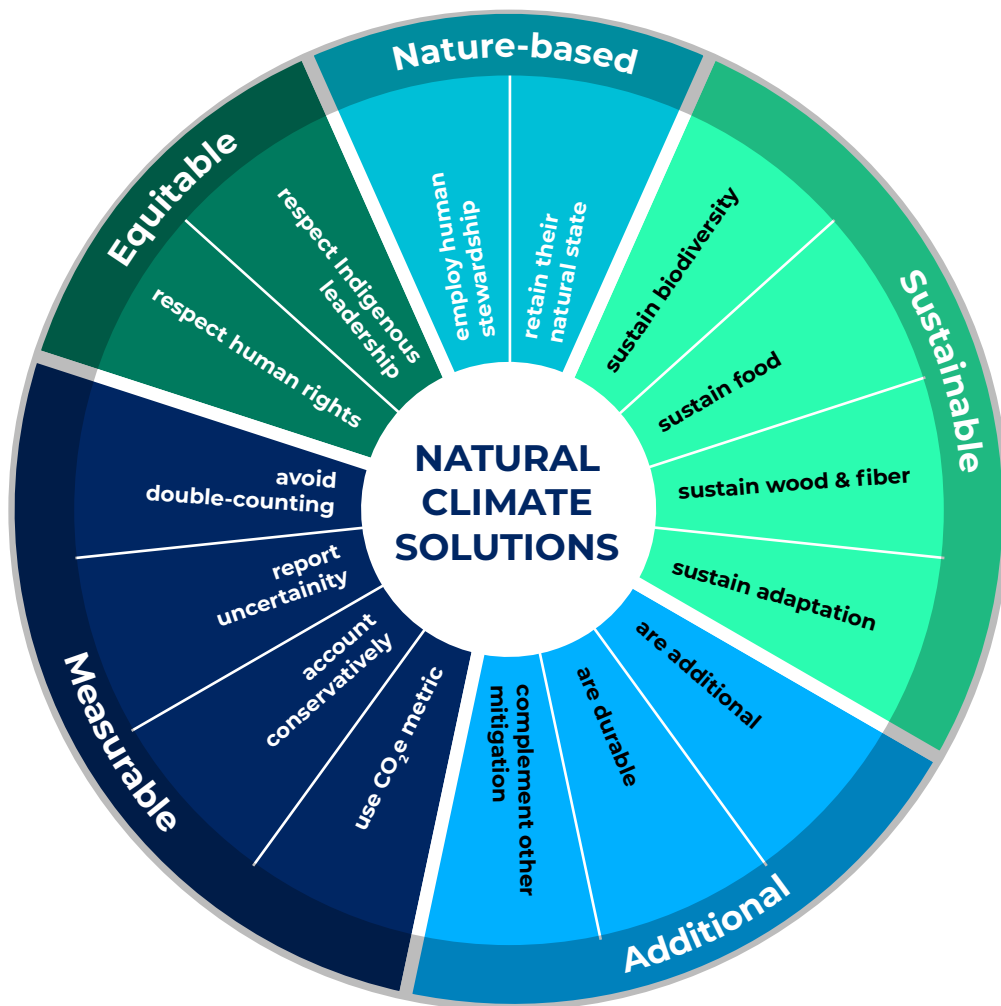 NATURAL
CLIMATE
SOLUTIONS
Nature-based
employ human
stewardship
retain their
natural state
Sustainable
sustain biodiversity
sustain food
sustain wood & fiber
sustain adaptation
Additional
are additional
are durable
complement other
mitigation
Measurable
use CO₂e metric
account
conservatively
report
uncertainity
avoid
double-counting
Equitable
respect human rights
respect Indigenous
leadership